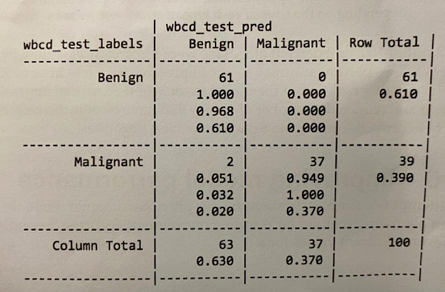 | wbcd_test_pred
wbcd_test_labels | Benign | Malignant | Row Total |
Benign | 61 | 0 | 61 |
| 1.000 | 0.000 | 0.610 |
| 0.968 | 0.000 | |
| 0.610 | 0.000 | |
Malignant | 2 | 37 | 39 |
| 0.051 | 0.949 | 0.390 |
| 0.032 | 1.000 | |
| 0.020 | 0.370 | |
Column Total | 63 | 37 | 100 |
| 0.630 | 0.370 | |